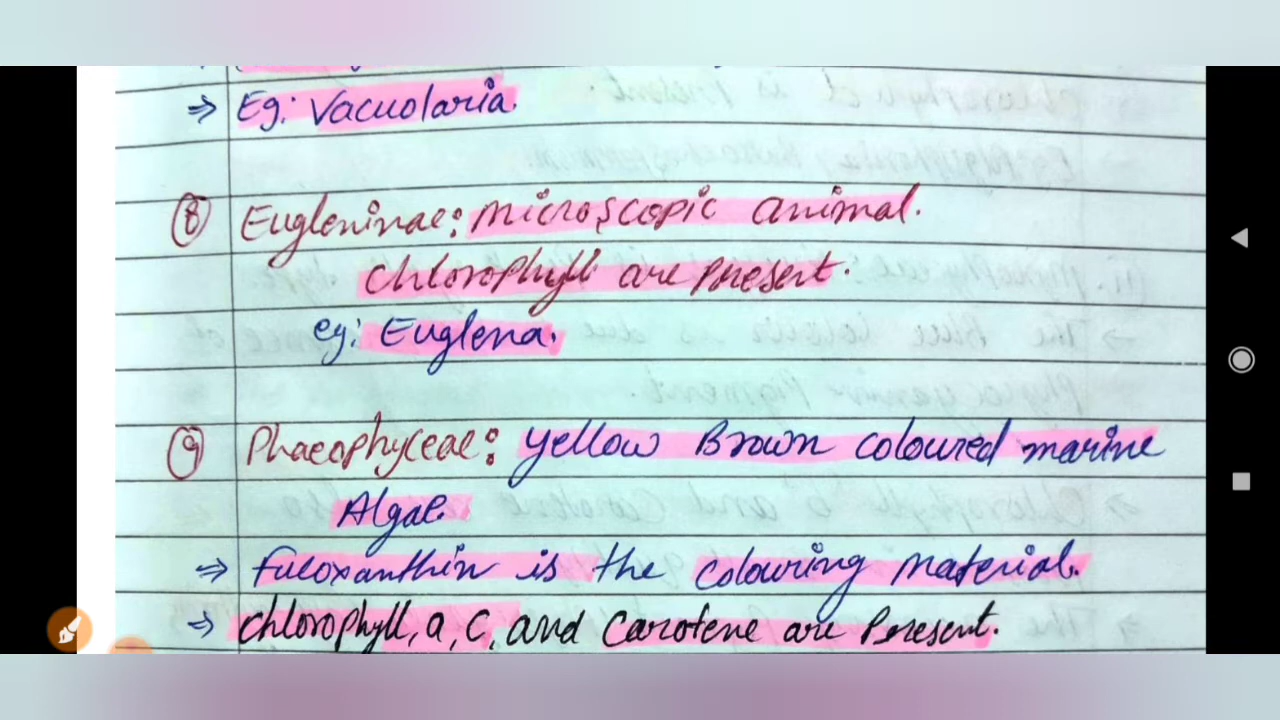 ⇒ Eg: Vacuolaria.
⑧ Eugleninae: Microscopic animal.
Chlorophyll are present.
eg: Euglena.
⑨ Phaeophyceae: Yellow Brown coloured marine
Algae.
⇒ Fucoxanthin is the colouring Material.
⇒ Chlorophyll, a, c, and Carotene are Present.